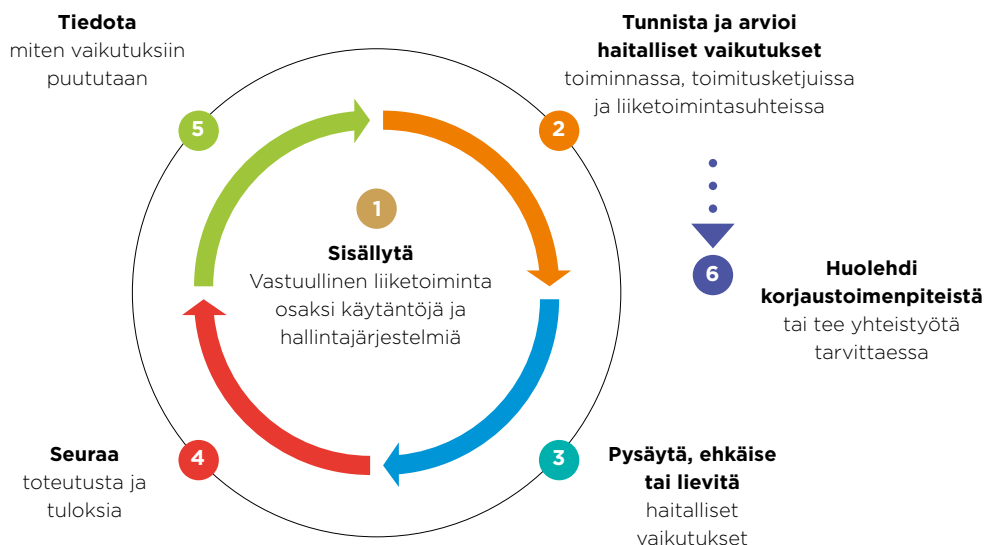 1
Sisällytä
Vastuullinen liiketoiminta
osaksi käytäntöjä ja
hallintajärjestelmiä
2
Tunnista ja arvioi
haitalliset vaikutukset
toiminnassa, toimitusketjuissa
ja liiketoimintasuhteissa
3
Pysäytä, ehkäise
tai lievitä
haitalliset
vaikutukset
4
Seuraa
toteutusta ja
tuloksia
5
Tiedota
miten vaikutuksiin
puututaan
6
Huolehdi
korjaustoimenpiteistä
tai tee yhteistyötä
tarvittaessa